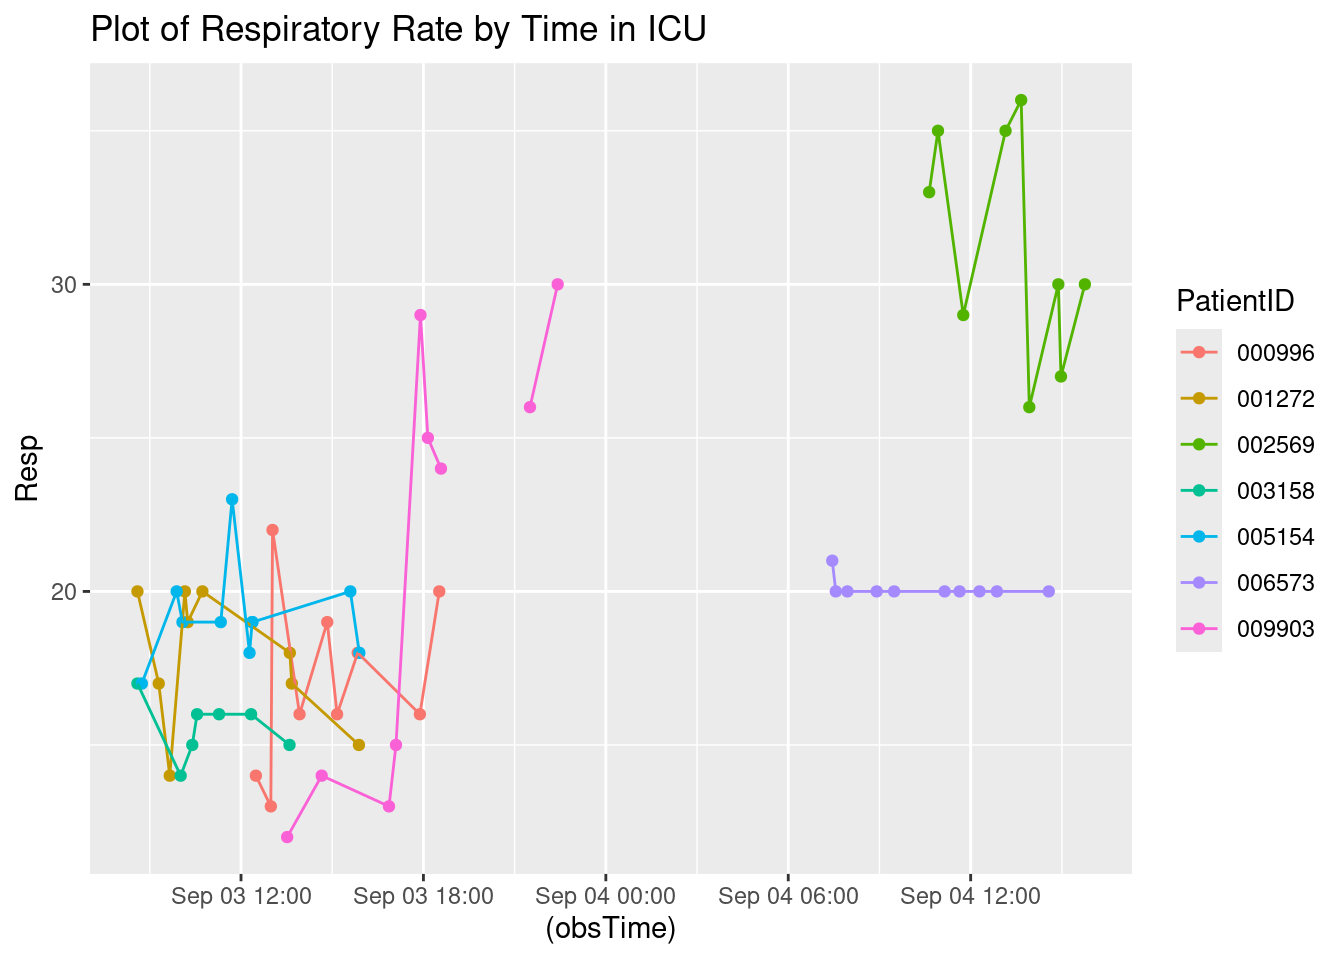 Plot of Respiratory Rate by Time in ICU
30
20
Resp
Sep 03 12:00 Sep 03 18:00 Sep 04 00:00 Sep 04 06:00 Sep 04 12:00
(obsTime)
PatientID
000996
001272
002569
003158
005154
006573
009903